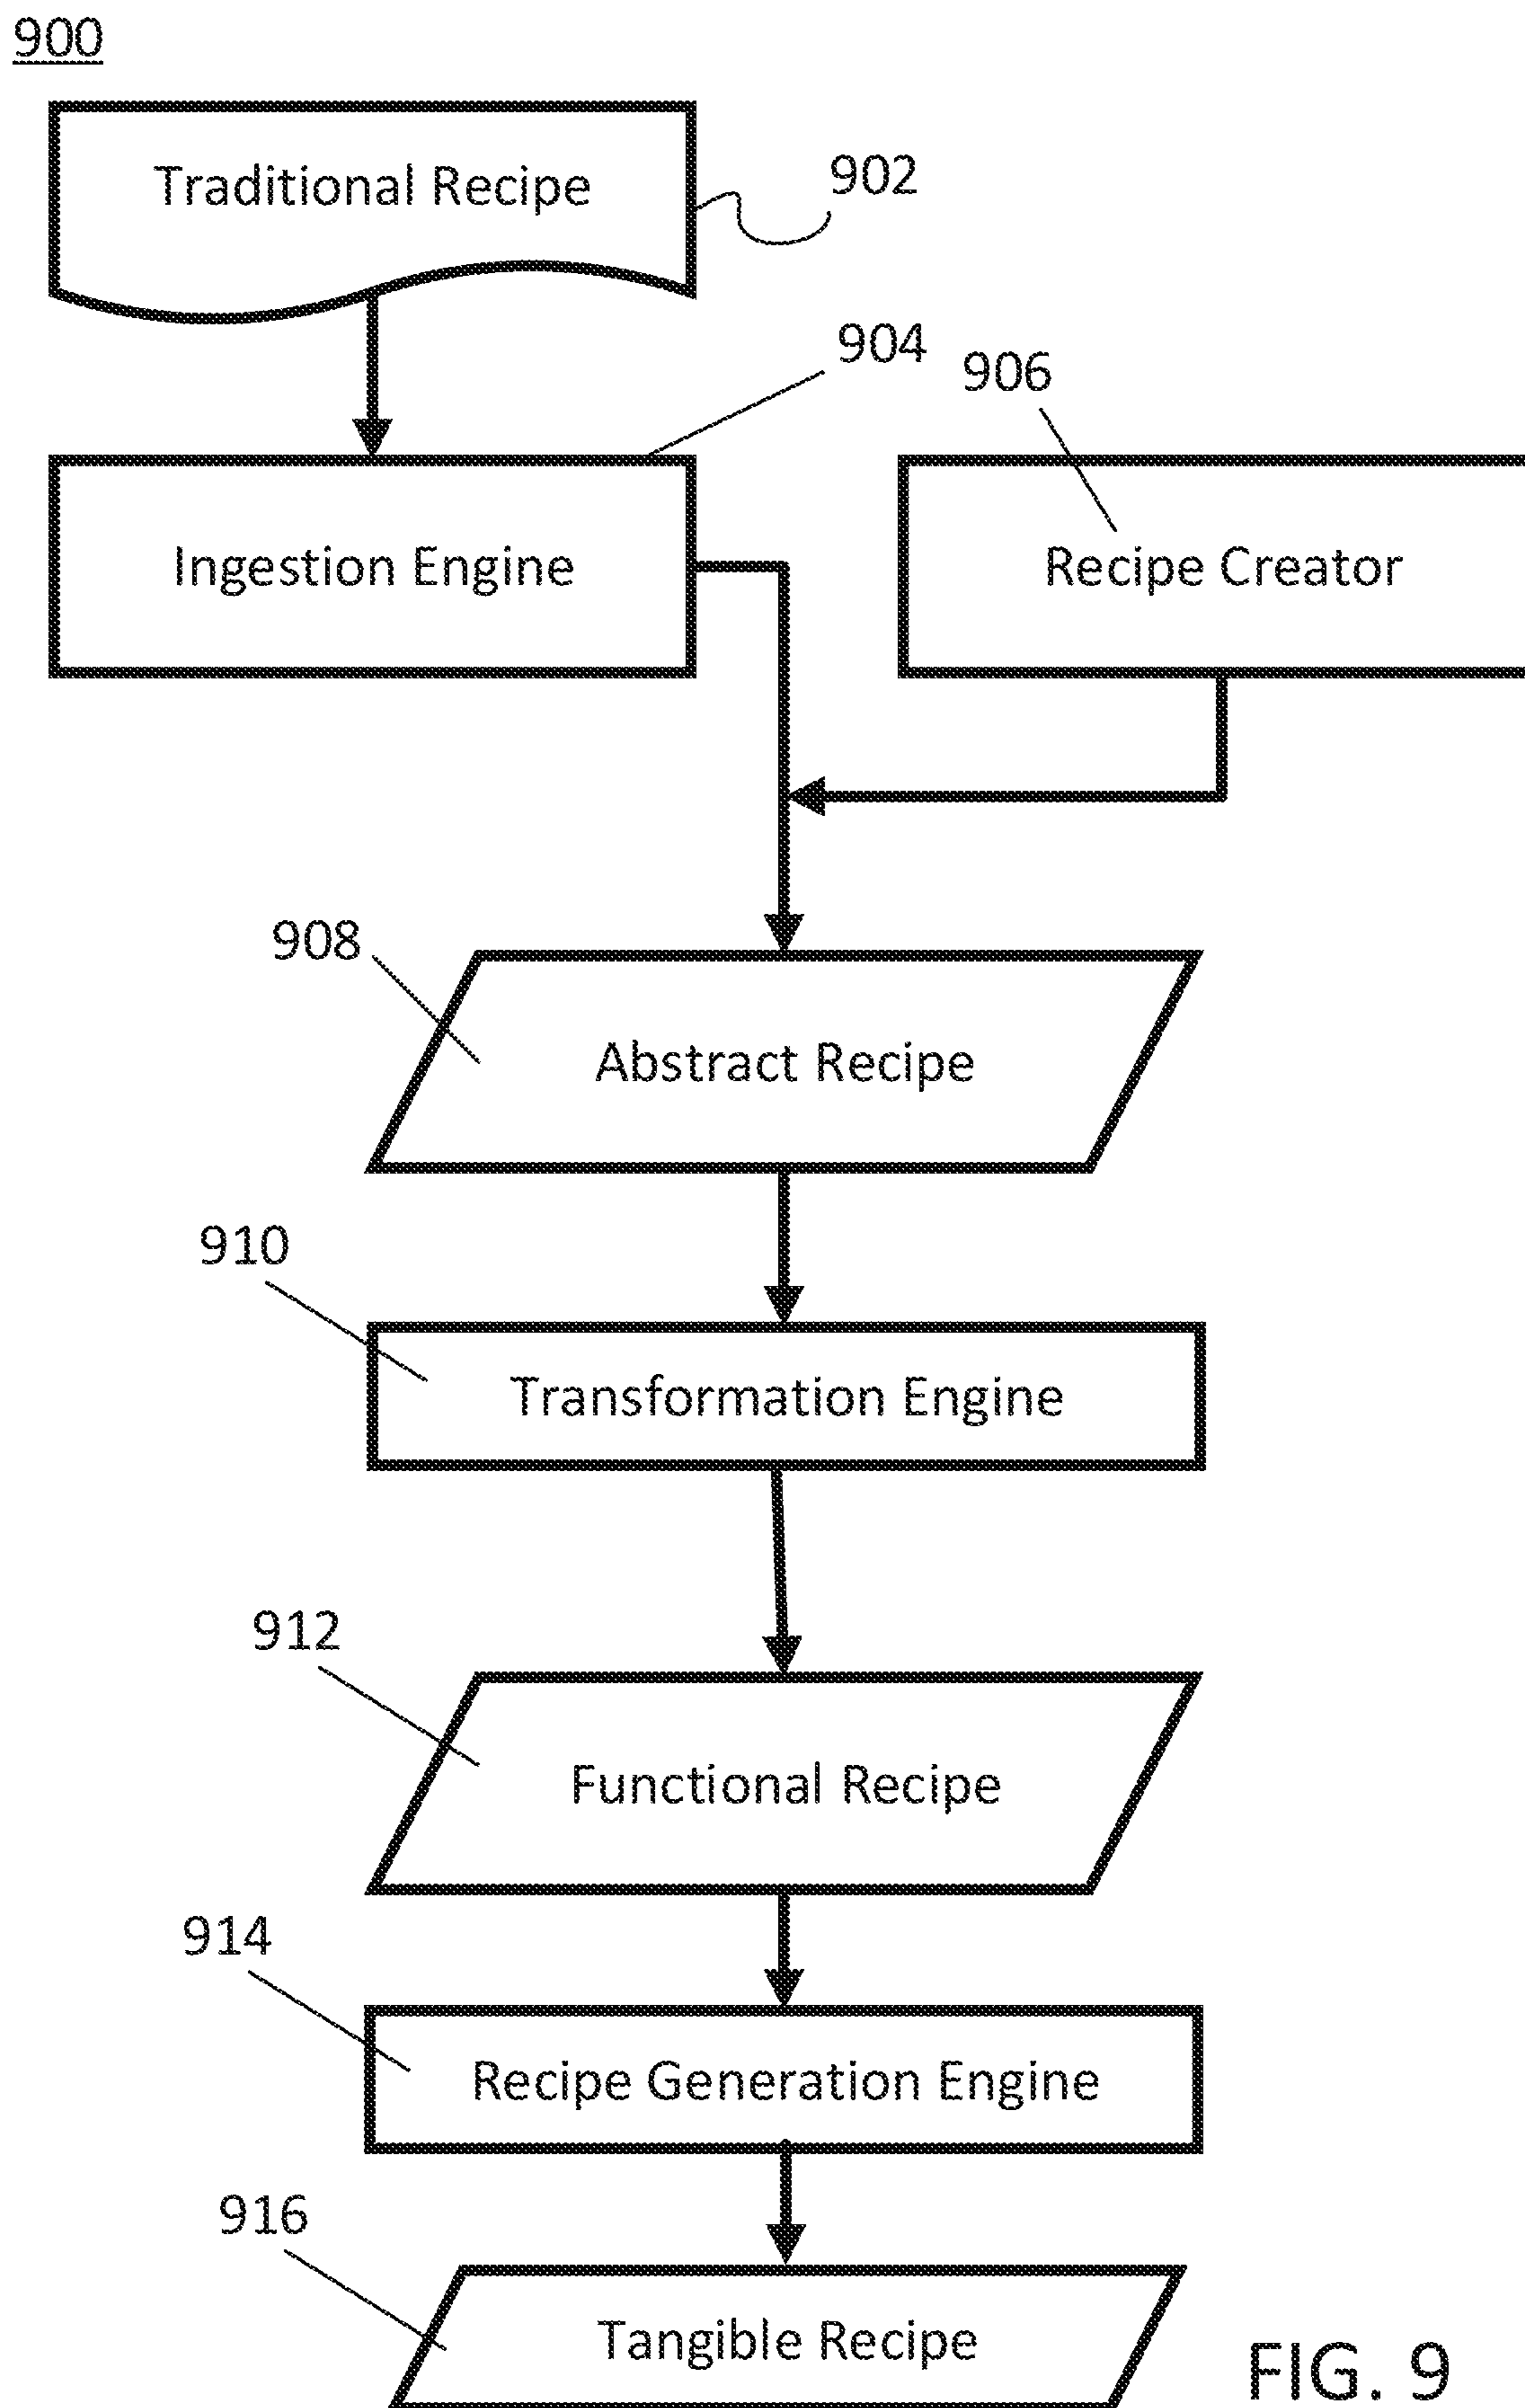 900
Traditional Recipe
902
904
906
Ingestion Engine
Recipe Creator
908
Abstract Recipe
910
Transformation Engine
912
Functional Recipe
914
Recipe Generation Engine
916
Tangible Recipe
FIG. 9